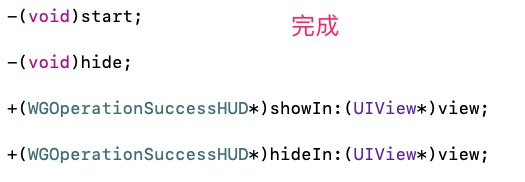 -(void)start;
完成
-(void)hide;
+(WGOperationSuccessHUD*)showIn:(UIView*)view;
+(WGOperationSuccessHUD*)hideIn:(UIView*)view;